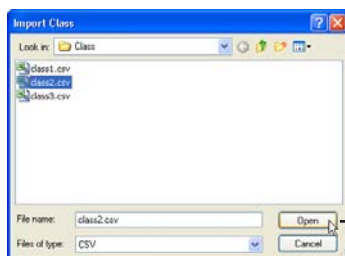 Import Class
Look in: Class
class1.csv
class2.csv
class3.csv
File name: class2.csv Open
Files of type: CSV Cancel